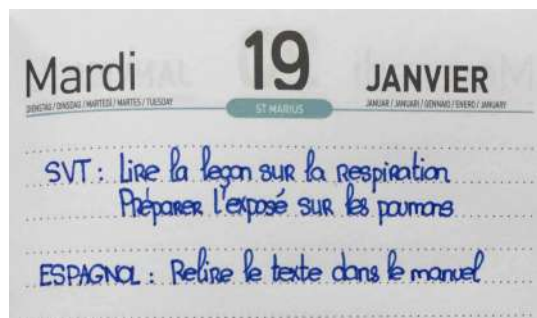 Mardi 19 JANVIER
DIENSTAG / DINSDAG / MARTEDÌ / MARTES / TUESDAY
ST MARIUS
JANUAR / JANUARI / GENNAIO / ENERO / JANUARY
SVT : Lire la leçon sur la respiration
Préparer l'exposé sur les poumons
ESPAGNOL : Relire le texte dans le manuel